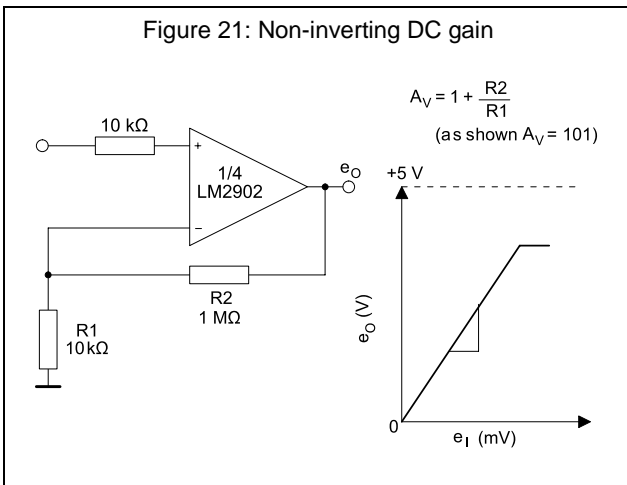 Figure 21: Non-inverting DC gain
A_V = 1 + R2/R1
(as shown A_V = 101)
10 kΩ
+
1/4
LM2902
−
e_O
R2
1 MΩ
R1
10kΩ
+5 V
e_O (V)
0
e_I (mV)